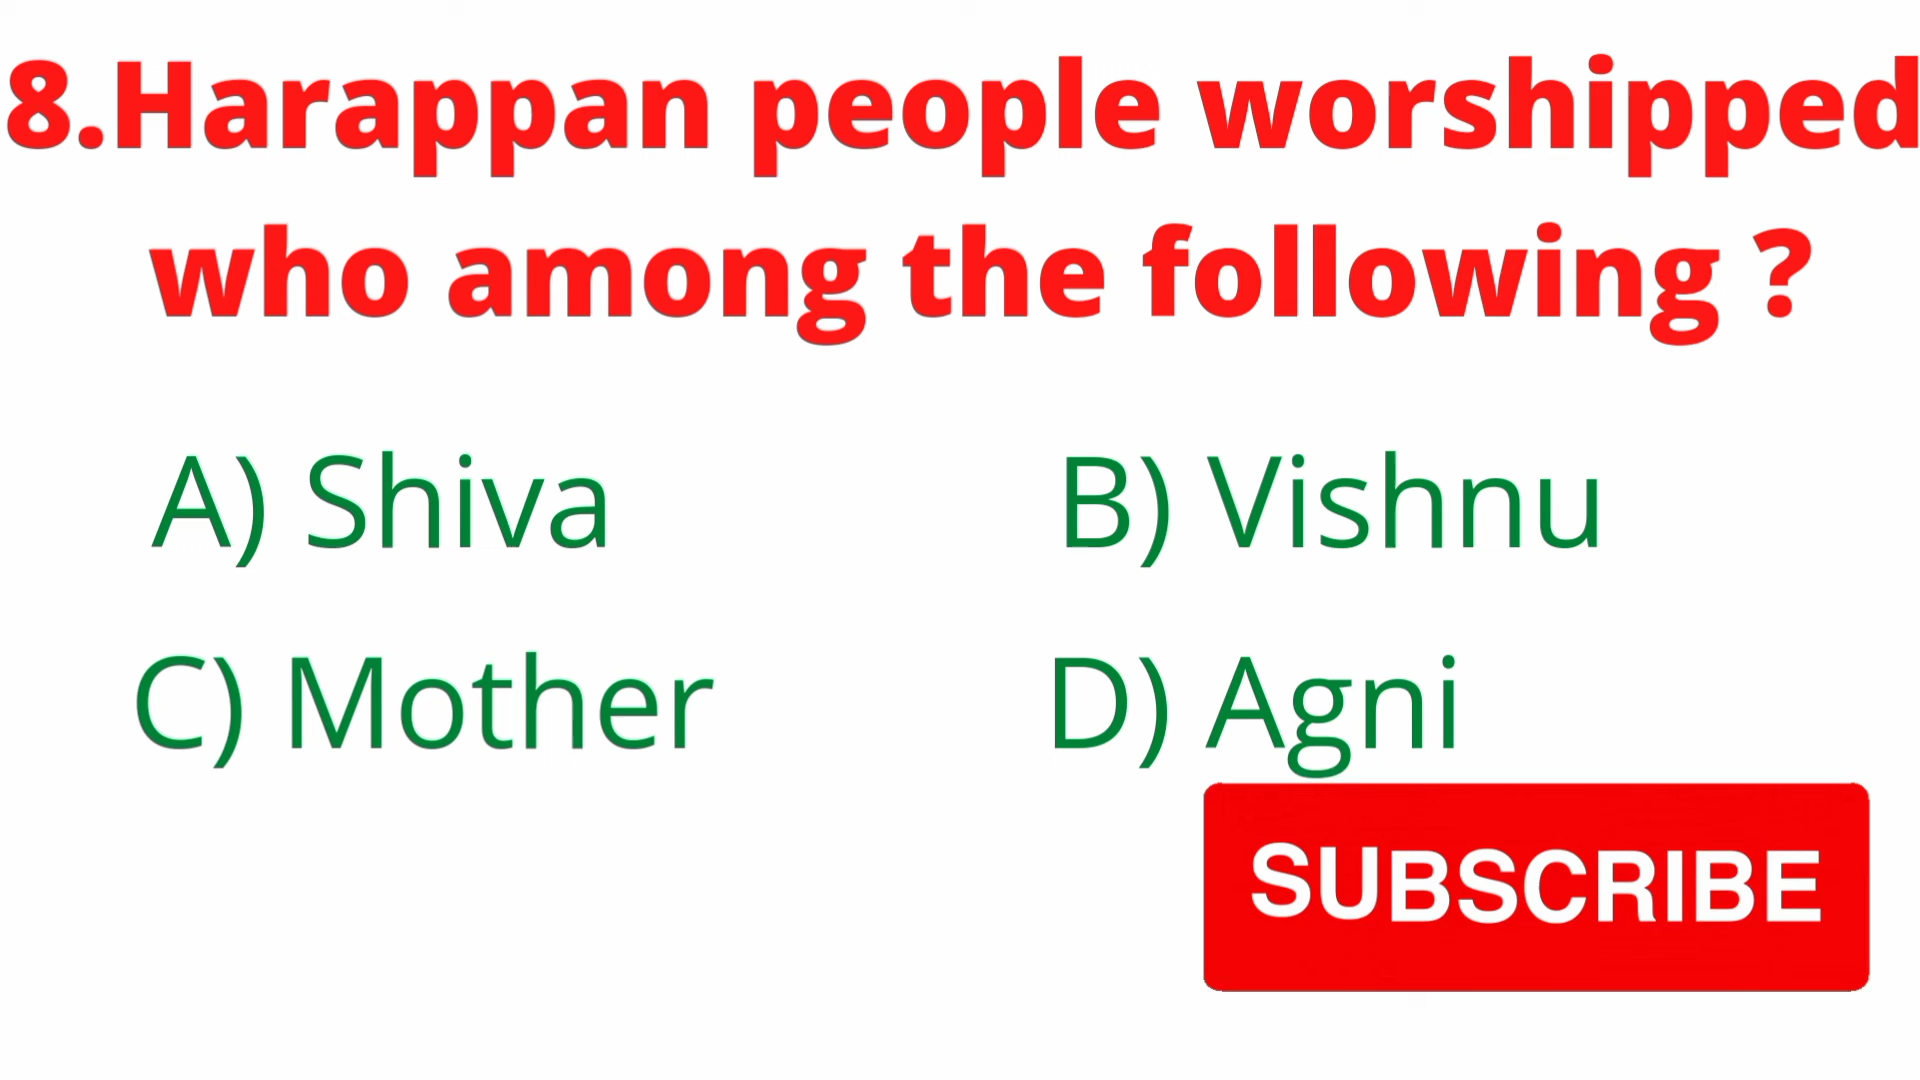 8.Harappan people worshipped
who among the following ?
A) Shiva
B) Vishnu
C) Mother
D) Agni
SUBSCRIBE